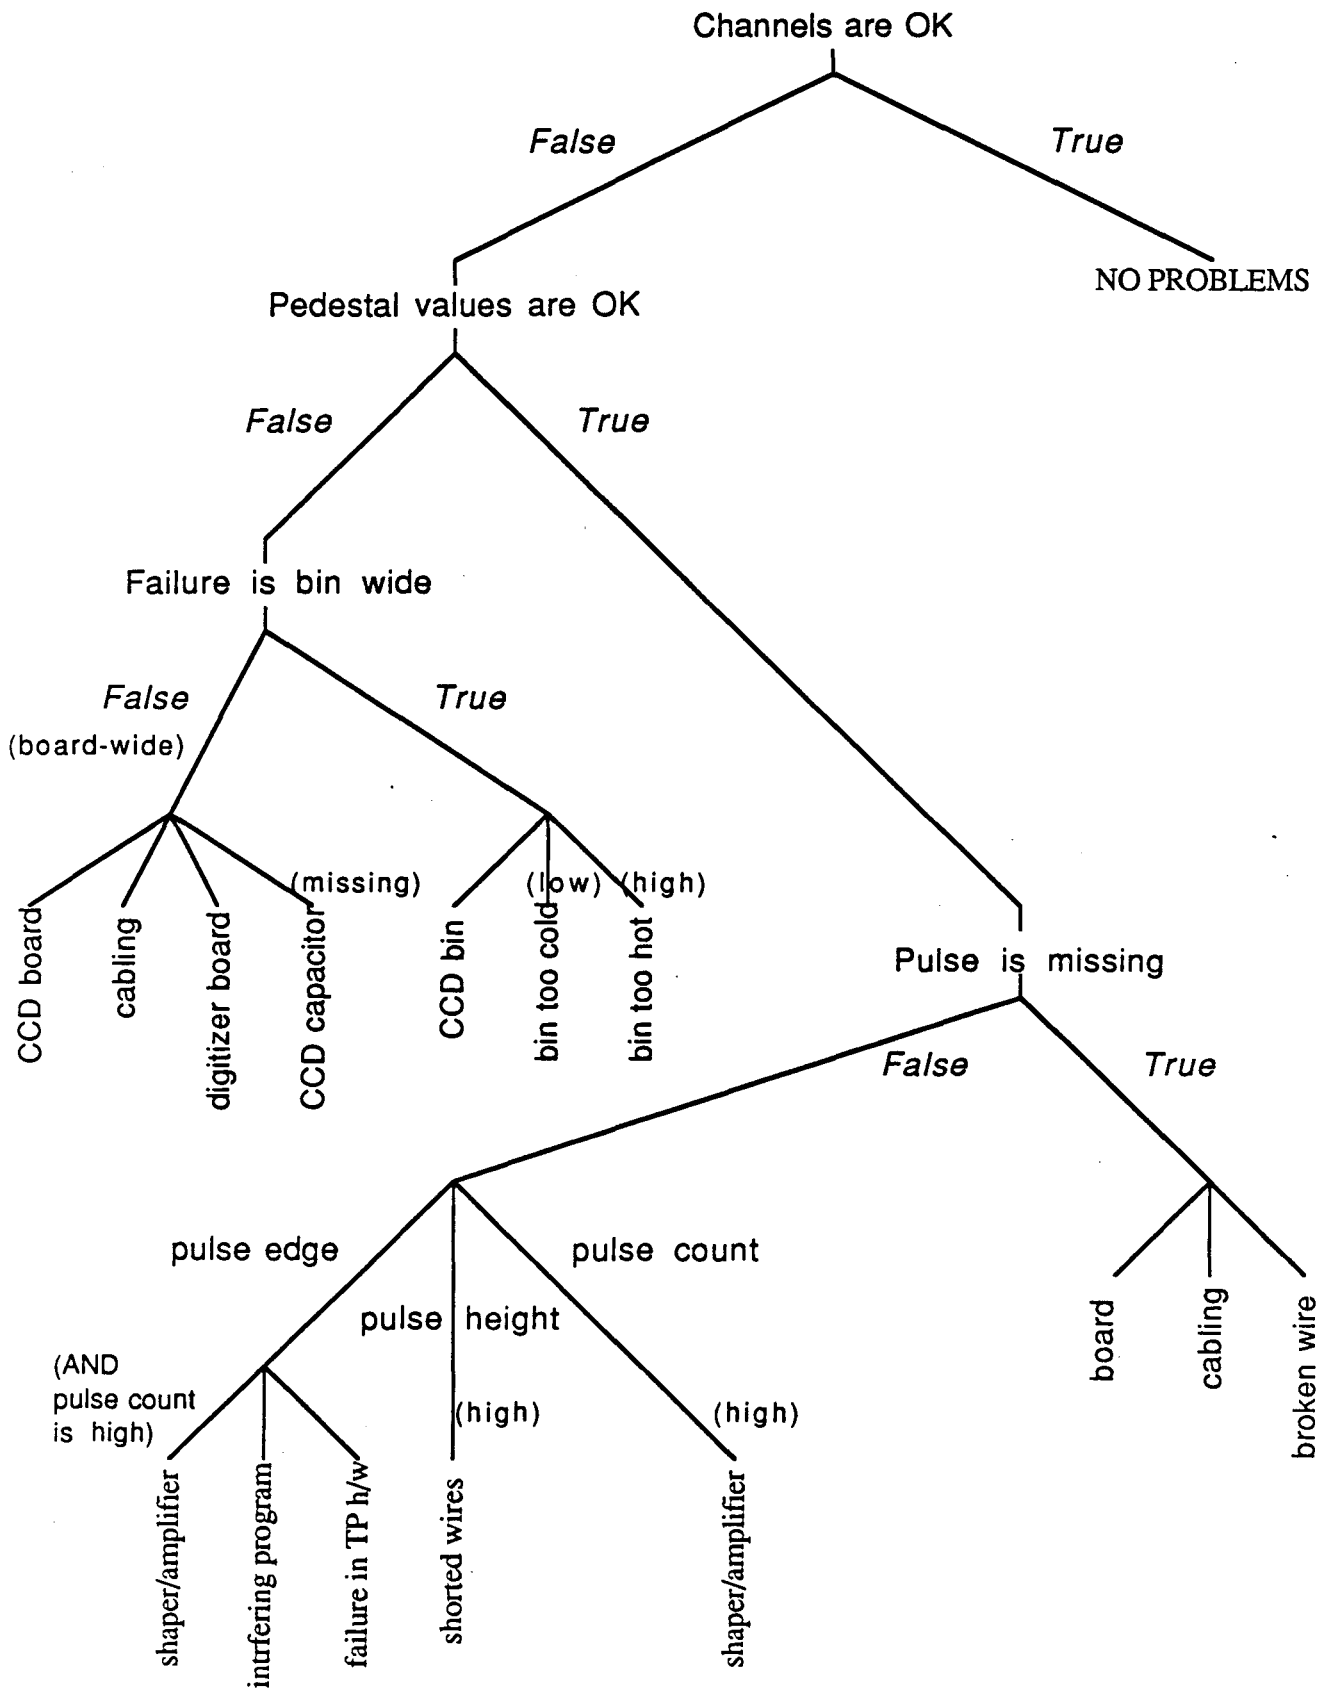 Channels are OK
False
True
NO PROBLEMS
Pedestal values are OK
False
True
Failure is bin wide
False
True
(board-wide)
(missing)
(low)
(high)
CCD board
cabling
digitizer board
CCD capacitor
CCD bin
bin too cold
bin too hot
Pulse is missing
False
True
pulse edge
pulse count
pulse height
board
cabling
broken wire
(AND
pulse count
is high)
(high)
(high)
shaper/amplifier
intrfering program
failure in TP h/w
shorted wires
shaper/amplifier